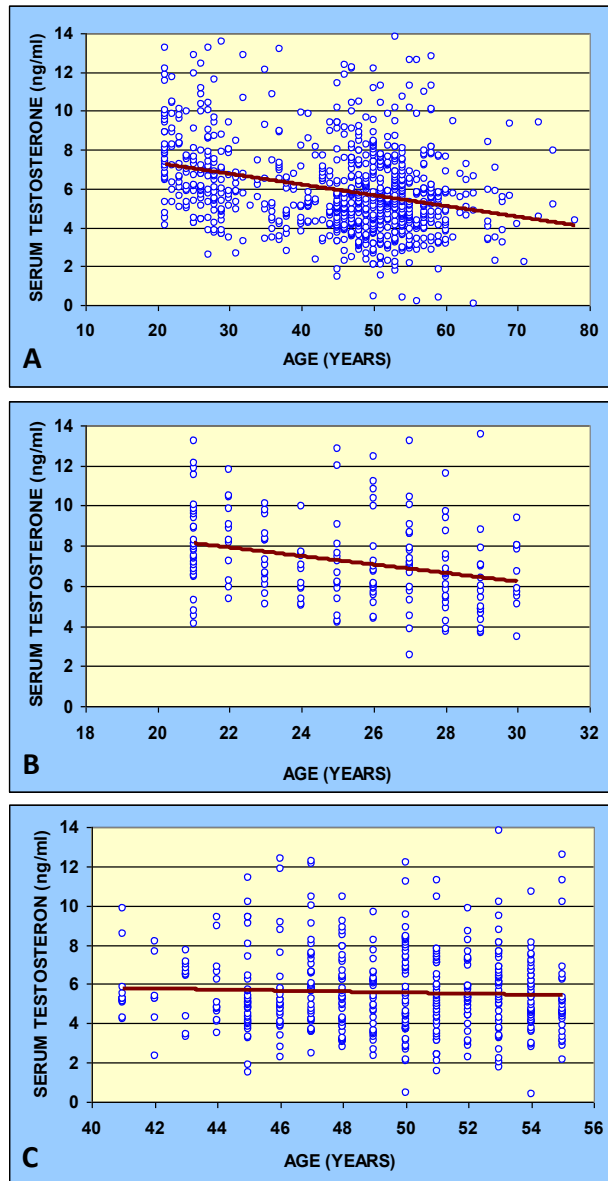 SERUM TESTOSTERONE (ng/ml)
14
12
10
8
6
4
2
0
10 20 30 40 50 60 70 80
AGE (YEARS)
A
SERUM TESTOSTERONE (ng/ml)
14
12
10
8
6
4
2
0
18 20 22 24 26 28 30 32
AGE (YEARS)
B
SERUM TESTOSTERON (ng/ml)
14
12
10
8
6
4
2
0
40 42 44 46 48 50 52 54 56
AGE (YEARS)
C